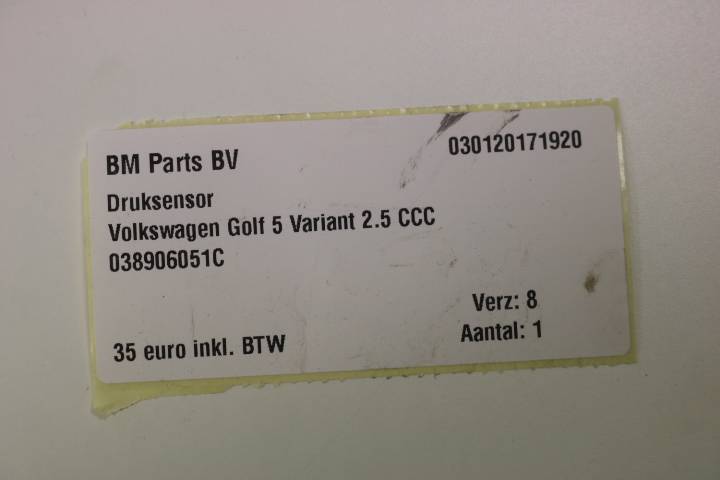 BM Parts BV
030120171920
Druksensor
Volkswagen Golf 5 Variant 2.5 CCC
038906051C
Verz: 8
35 euro inkl. BTW
Aantal: 1